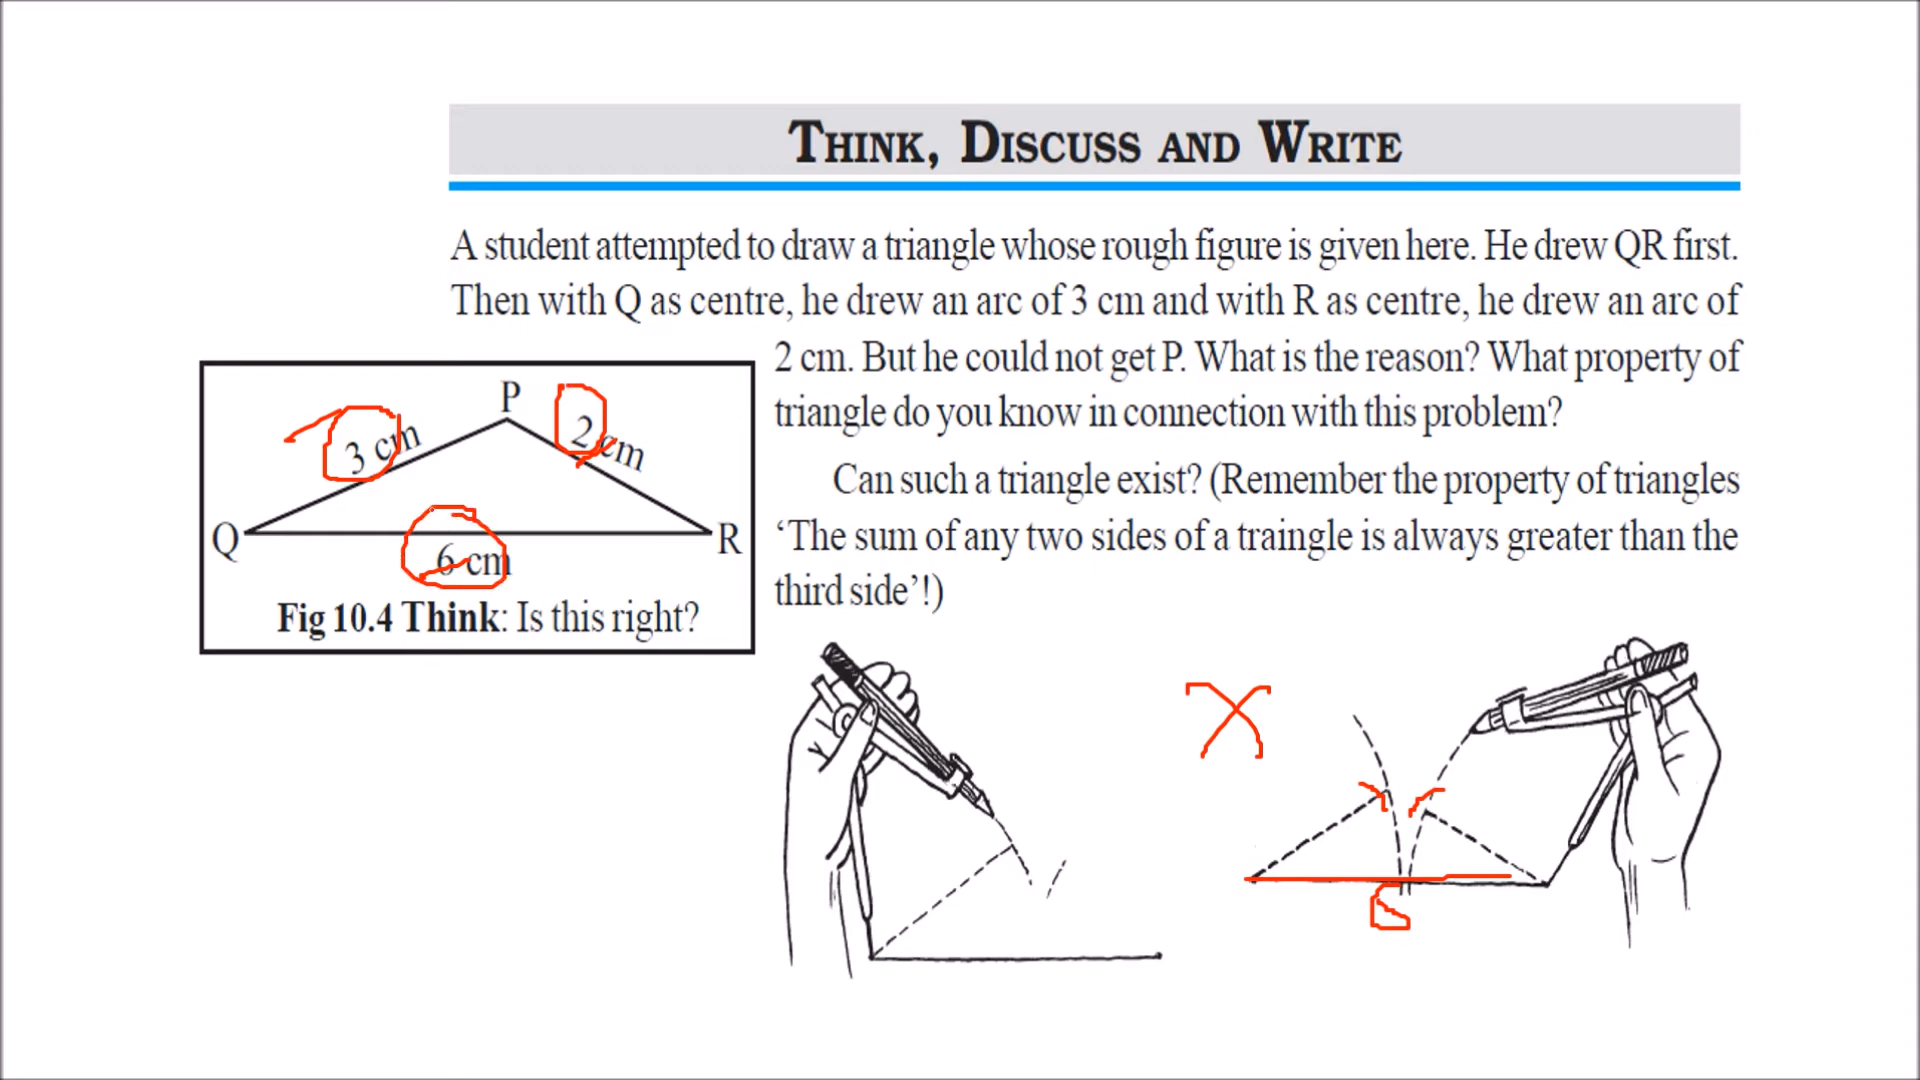 THINK, DISCUSS AND WRITE
A student attempted to draw a triangle whose rough figure is given here. He drew QR first.
Then with Q as centre, he drew an arc of 3 cm and with R as centre, he drew an arc of
2 cm. But he could not get P. What is the reason? What property of
triangle do you know in connection with this problem?
Can such a triangle exist? (Remember the property of triangles
‘The sum of any two sides of a traingle is always greater than the
third side’!)
P
3 cm
2 cm
Q
R
6 cm
Fig 10.4 Think: Is this right?
6